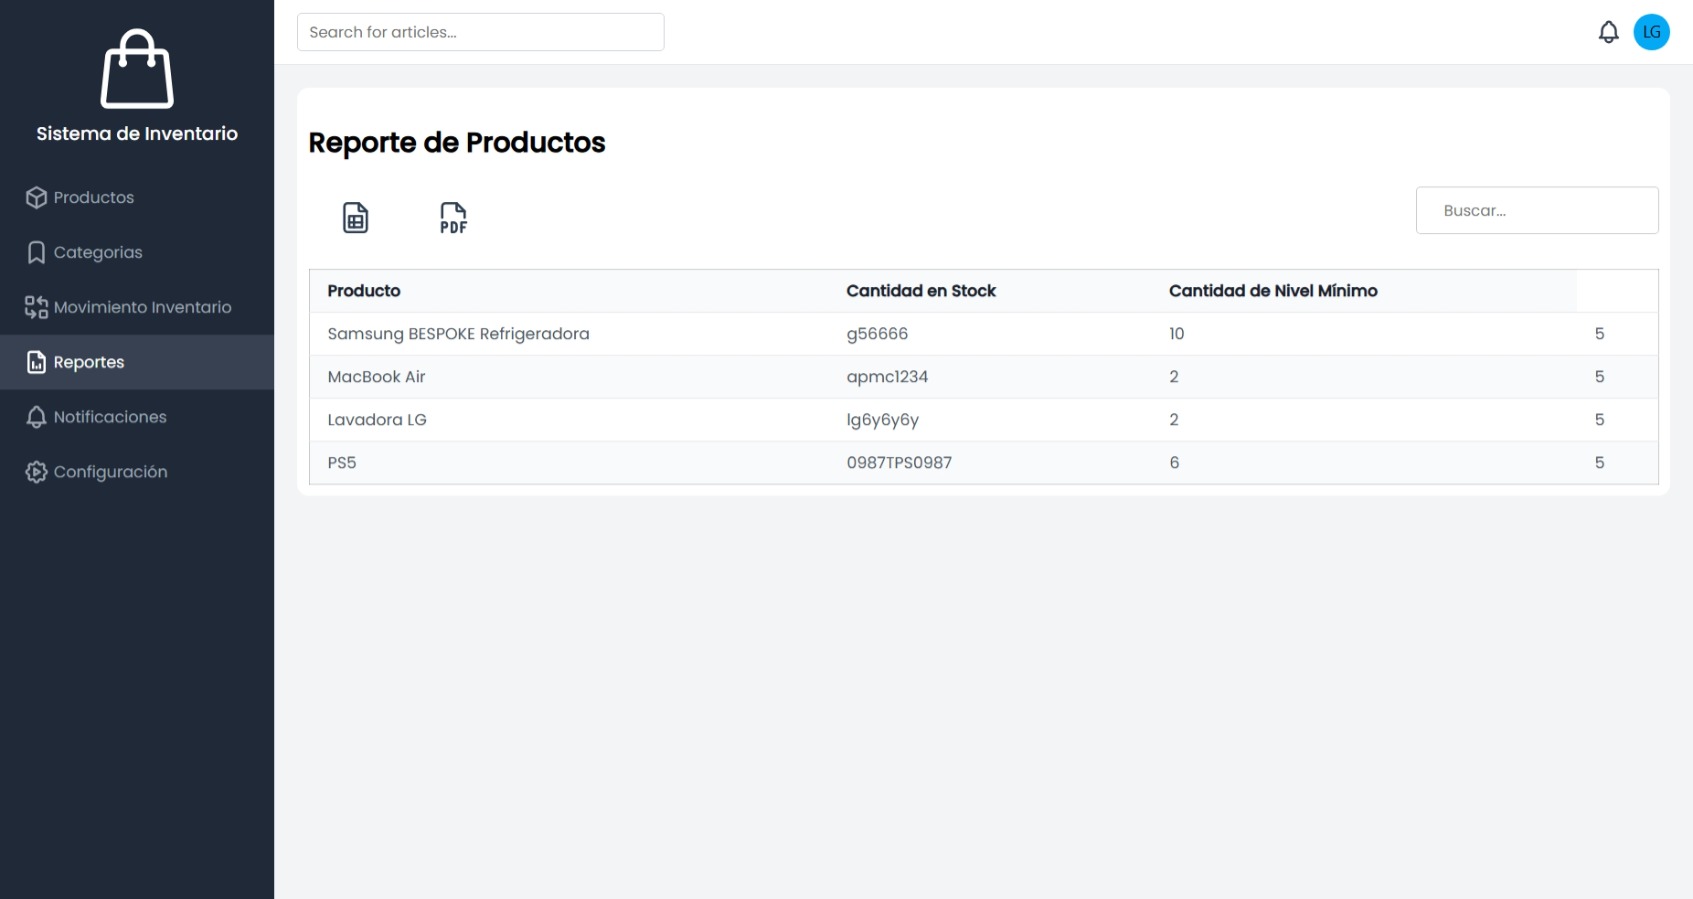 Sistema de Inventario
Productos
Categorias
Movimiento Inventario
Reportes
Notificaciones
Configuración
Search for articles...
LG
Reporte de Productos
PDF
Buscar...
Producto Cantidad en Stock Cantidad de Nivel Mínimo
Samsung BESPOKE Refrigeradora g56666 10 5
MacBook Air apmc1234 2 5
Lavadora LG lg6y6y6y 2 5
PS5 0987TPS0987 6 5